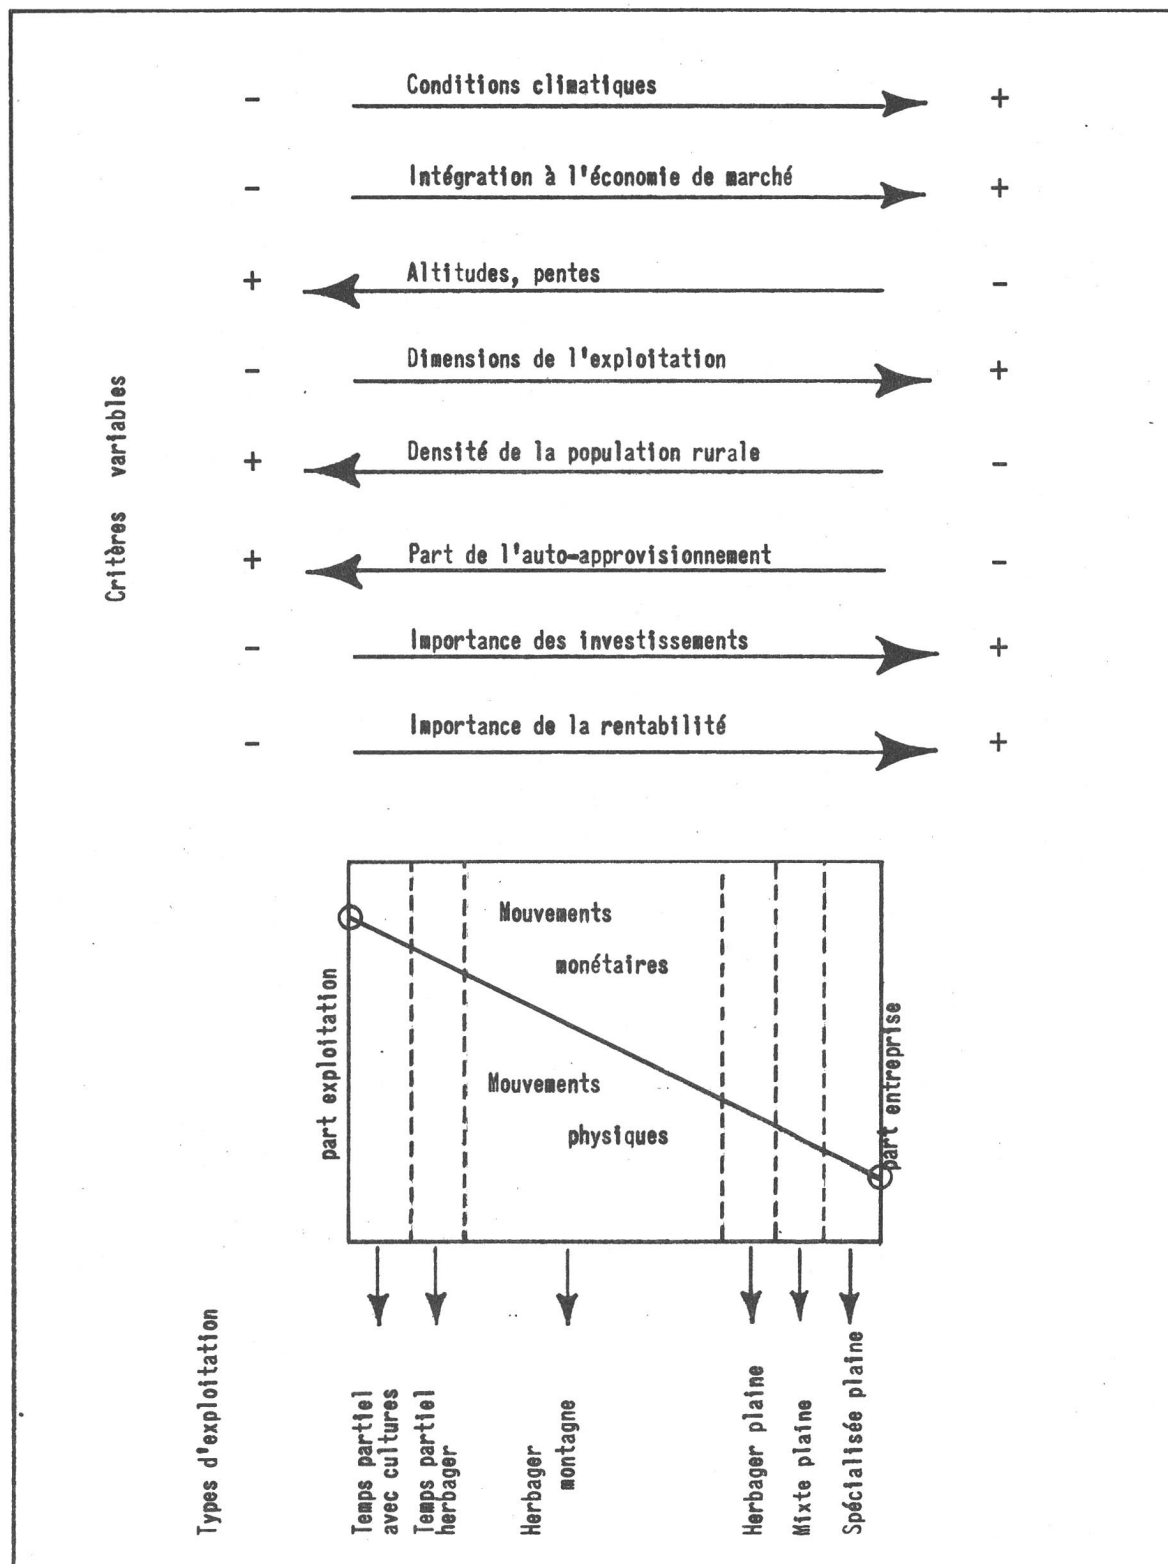 Conditions climatiques
- +
Intégration à l'économie de marché
- +
Altitudes, pentes
+ -
Dimensions de l'exploitation
- +
Densité de la population rurale
+ -
Part de l'auto-approvisionnement
+ -
Importance des investissements
- +
Importance de la rentabilité
- +
Critères variables
Mouvements
monétaires
Mouvements
physiques
part exploitation
part entreprise
Types d'exploitation
Temps partiel
avec cultures
Temps partiel
herbager
Herbager
montagne
Herbager plaine
Mixte plaine
Spécialisée plaine